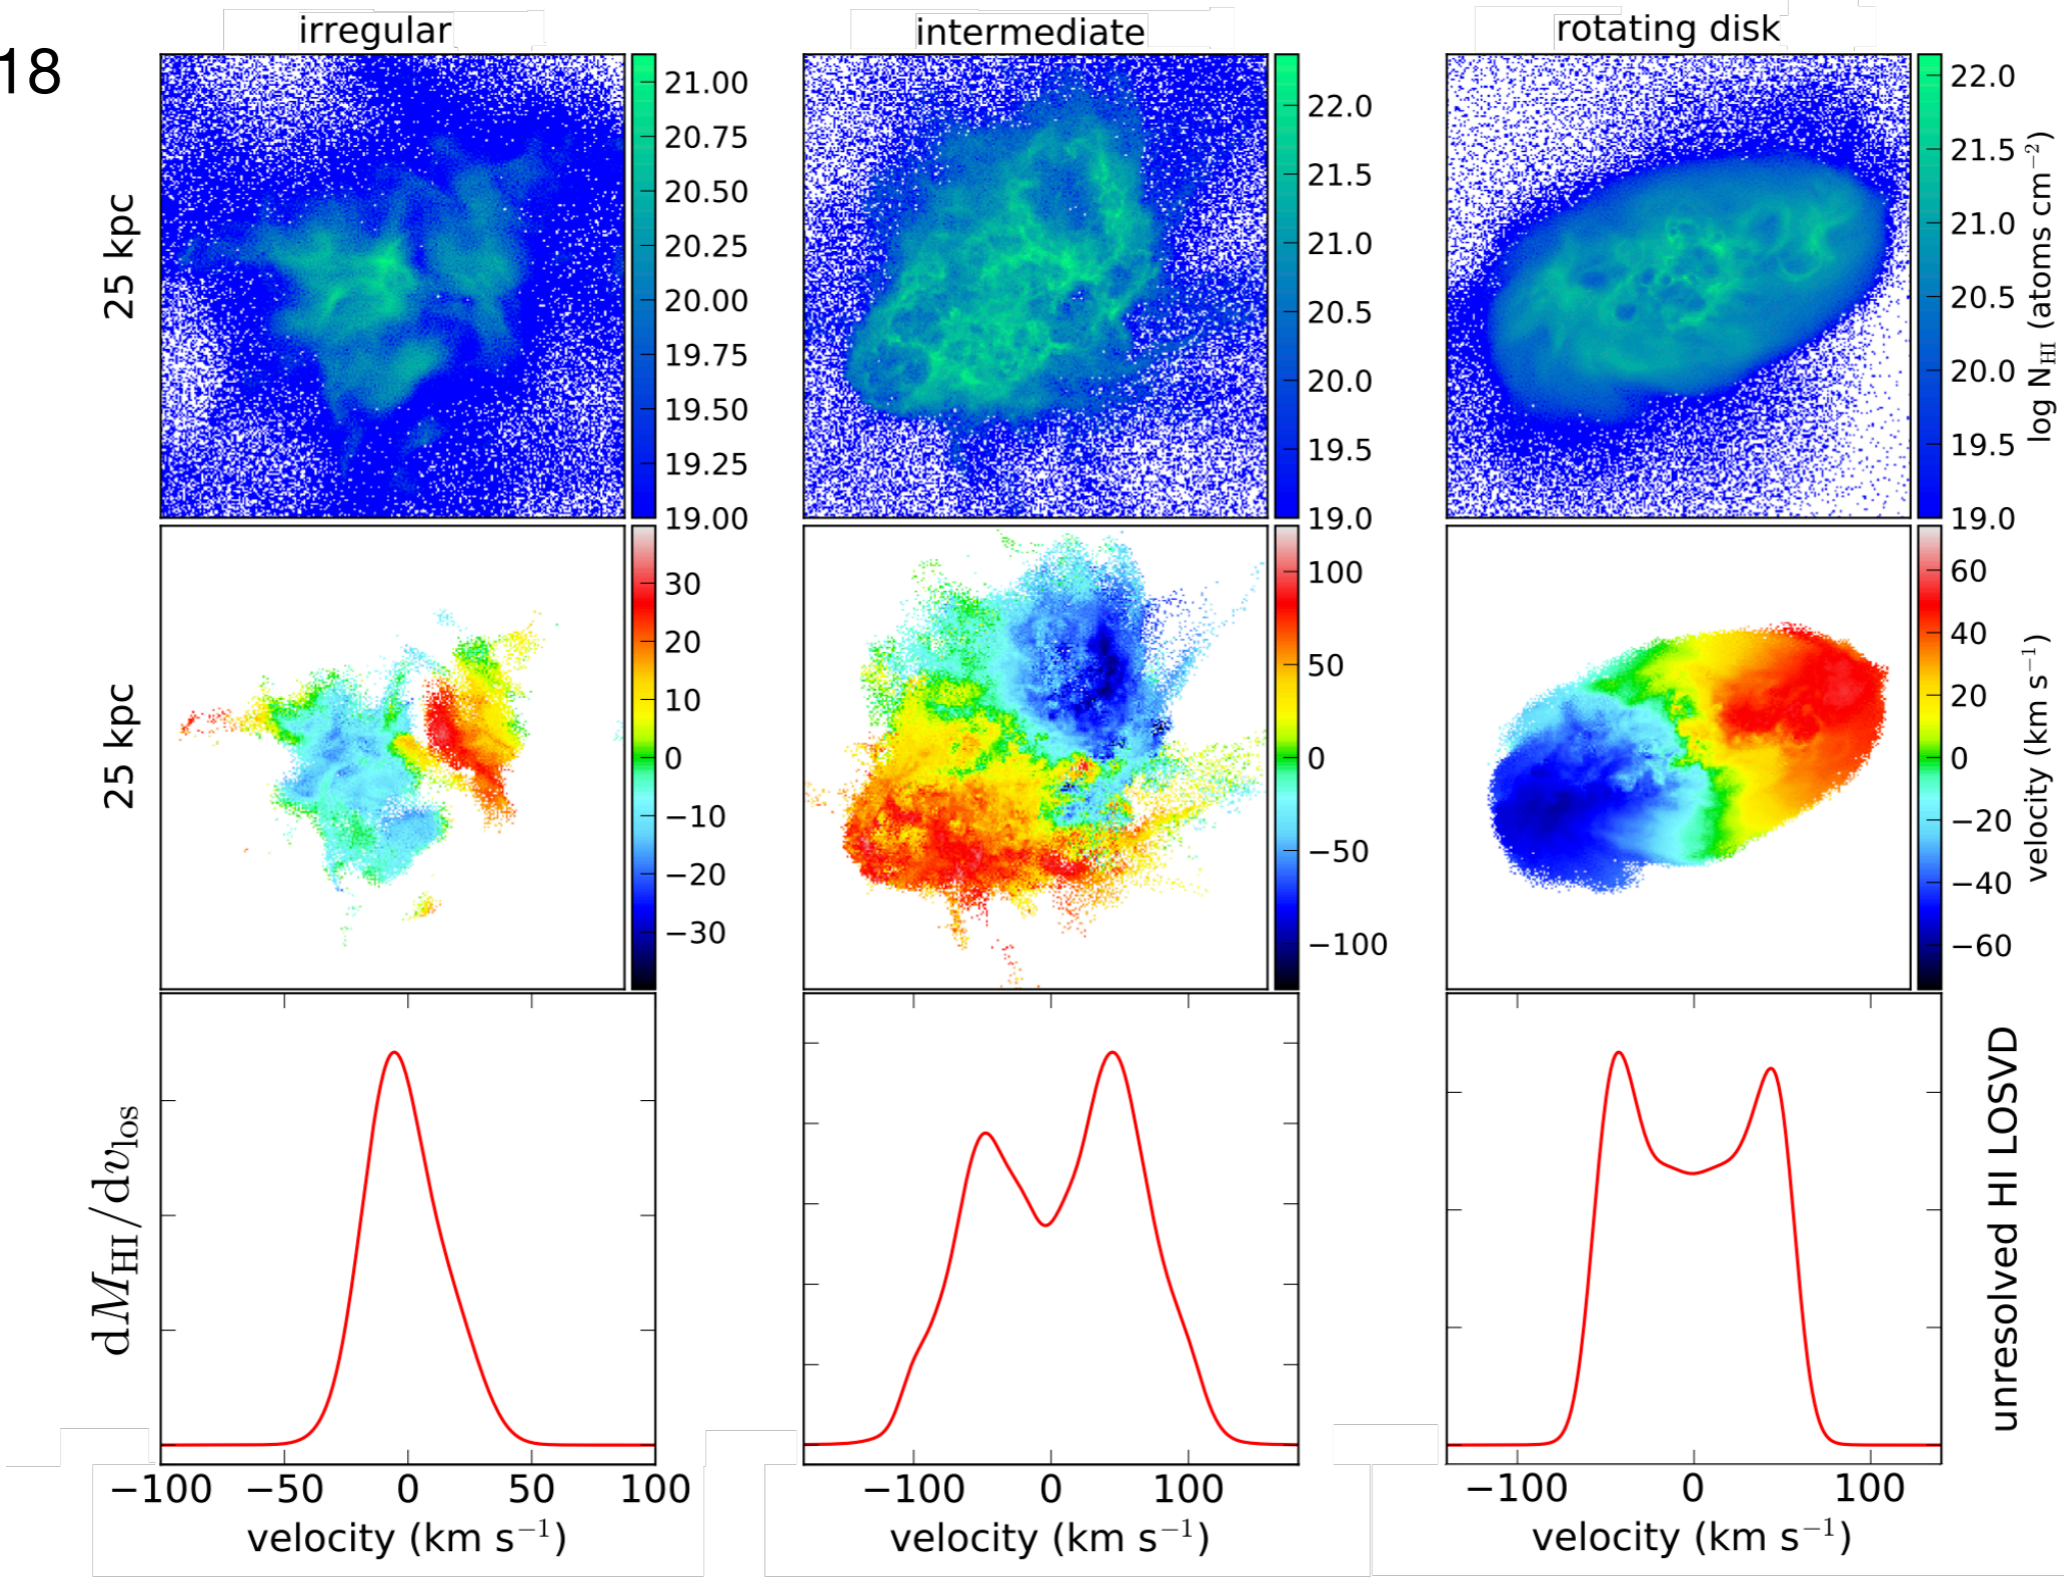 18
irregular
intermediate
rotating disk
25 kpc
21.00
20.75
20.50
20.25
20.00
19.75
19.50
19.25
19.00
22.0
21.5
21.0
20.5
20.0
19.5
19.0
22.0
21.5
21.0
20.5
20.0
19.5
19.0
log N_HI (atoms cm⁻²)
25 kpc
30
20
10
0
−10
−20
−30
100
50
0
−50
−100
60
40
20
0
−20
−40
−60
velocity (km s⁻¹)
dM_HI/dv_los
−100 −50 0 50 100
velocity (km s⁻¹)
−100 0 100
velocity (km s⁻¹)
−100 0 100
velocity (km s⁻¹)
unresolved HI LOSVD